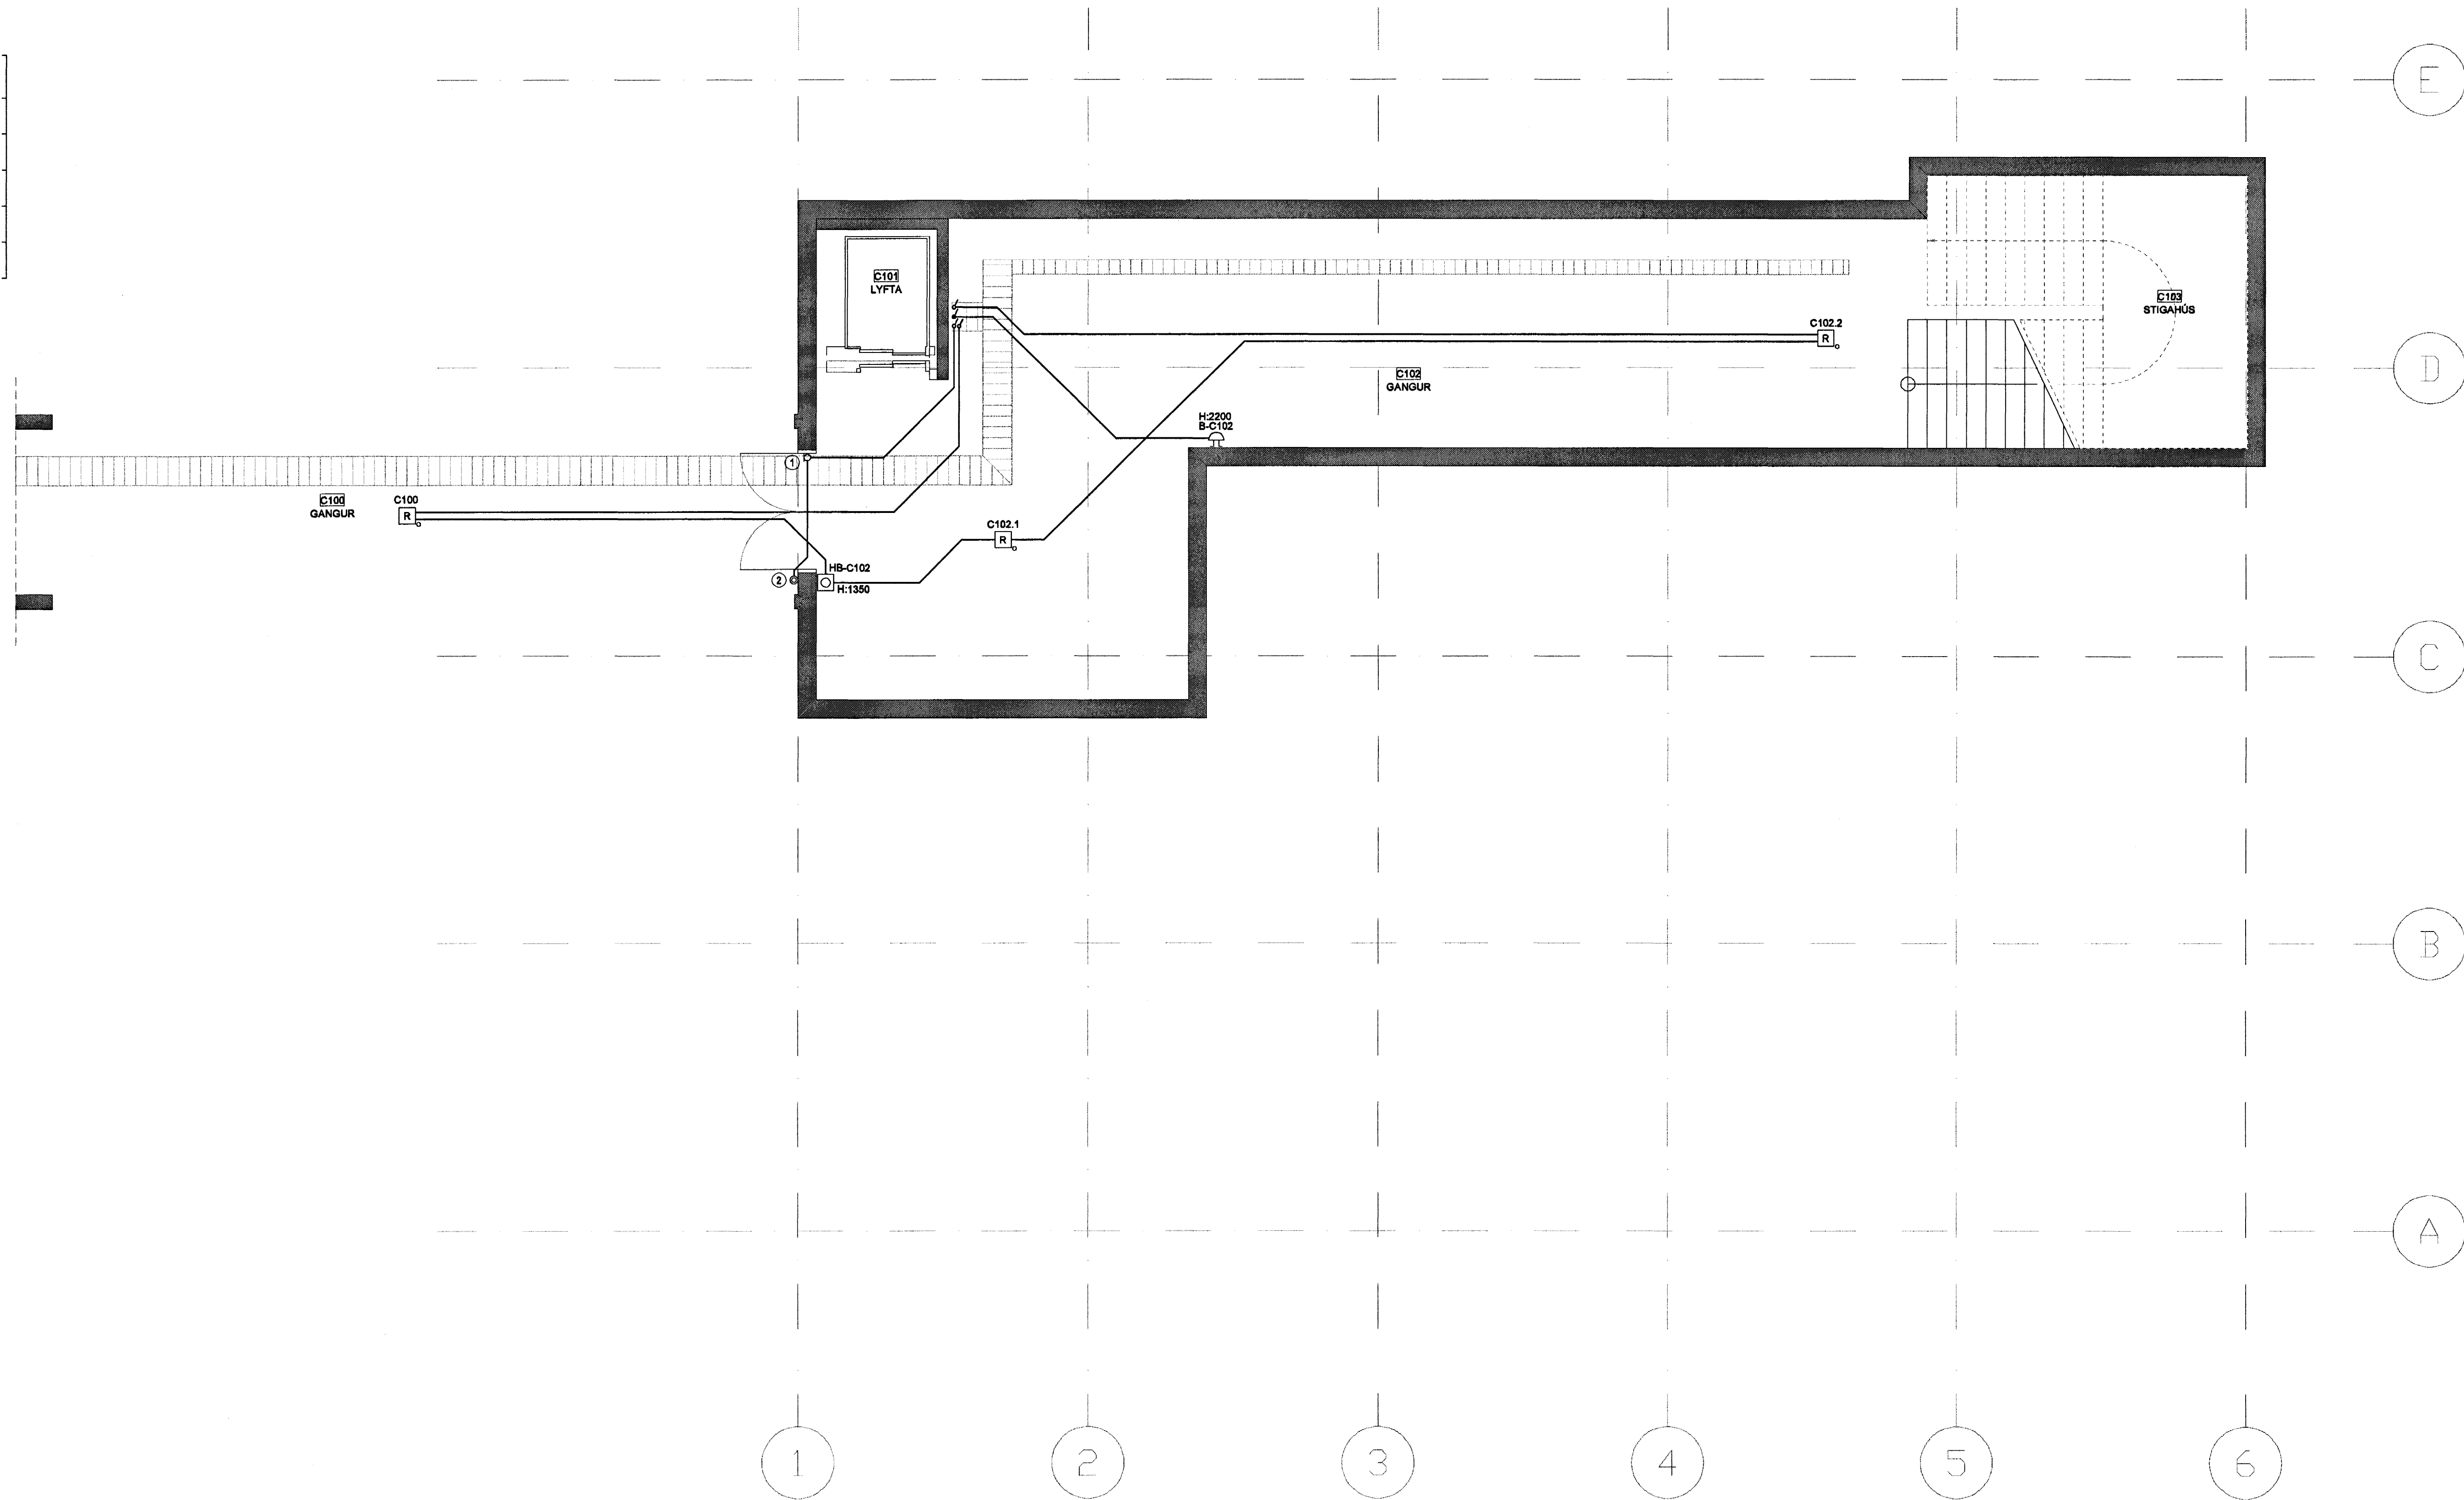 E
C101
LYFTA
C103
STIGAHÚS
C102.2
R
D
C102
GANGUR
H:2200
B-C102
1
C100
GANGUR
C100
R
C102.1
R
HB-C102
2
H:1350
C
B
A
1
2
3
4
5
6